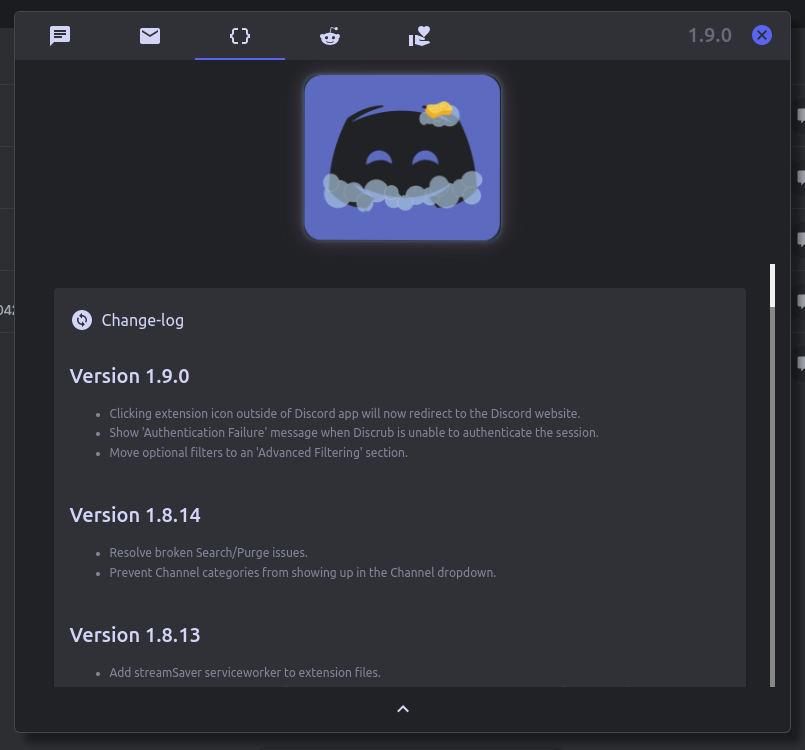 1.9.0
Change-log
Version 1.9.0
Clicking extension icon outside of Discord app will now redirect to the Discord website.
Show 'Authentication Failure' message when Discrub is unable to authenticate the session.
Move optional filters to an 'Advanced Filtering' section.
Version 1.8.14
Resolve broken Search/Purge issues.
Prevent Channel categories from showing up in the Channel dropdown.
Version 1.8.13
Add streamSaver serviceworker to extension files.